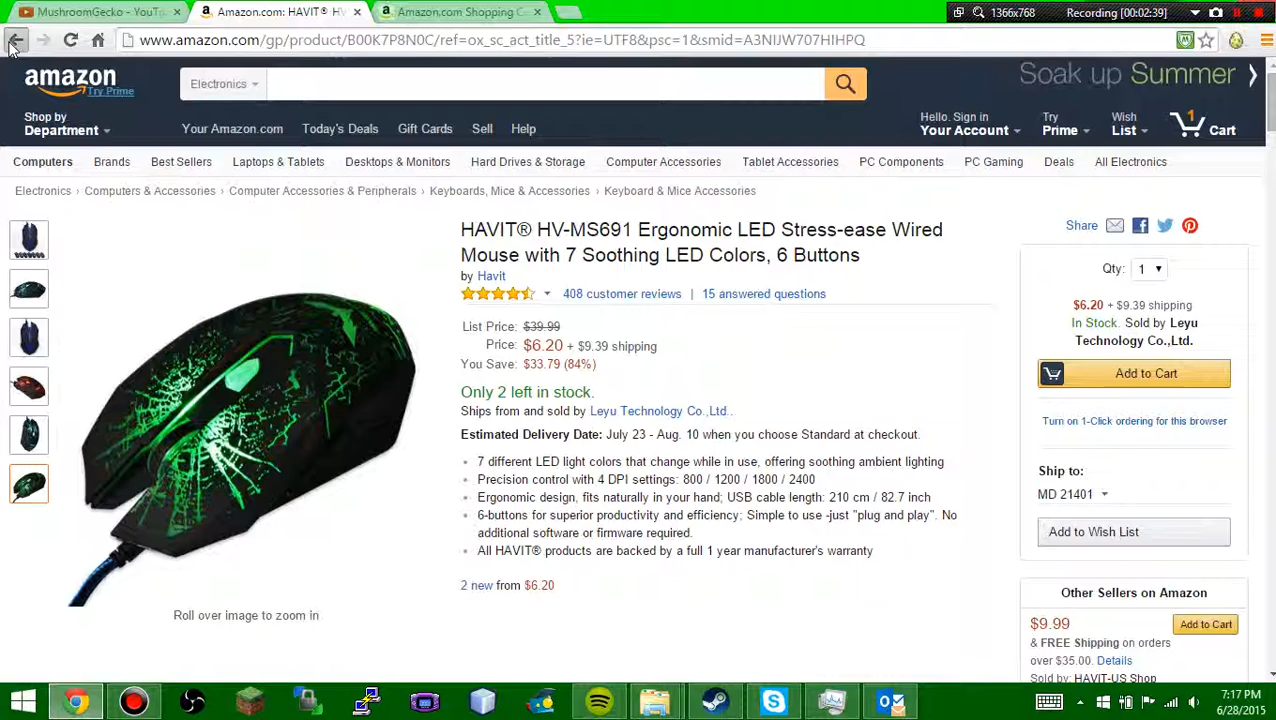 MushroomGecko - YouT
Amazon.com: HAVIT® HV
Amazon.com Shopping C
1366x768
Recording [00:02:39]
www.amazon.com/gp/product/B00K7P8N0C/ref=ox_sc_act_title_5?ie=UTF8&psc=1&smid=A3NIJW707HIHPQ
amazon
Try Prime
Electronics
Soak up Summer
Shop by
Department
Your Amazon.com
Today's Deals
Gift Cards
Sell
Help
Hello. Sign in
Your Account
Try
Prime
Wish
List
1
Cart
Computers
Brands
Best Sellers
Laptops & Tablets
Desktops & Monitors
Hard Drives & Storage
Computer Accessories
Tablet Accessories
PC Components
PC Gaming
Deals
All Electronics
Electronics › Computers & Accessories › Computer Accessories & Peripherals › Keyboards, Mice & Accessories › Keyboard & Mice Accessories
HAVIT® HV-MS691 Ergonomic LED Stress-ease Wired
Mouse with 7 Soothing LED Colors, 6 Buttons
by Havit
408 customer reviews | 15 answered questions
List Price: $39.99
Price: $6.20 + $9.39 shipping
You Save: $33.79 (84%)
Only 2 left in stock.
Ships from and sold by Leyu Technology Co.,Ltd..
Estimated Delivery Date: July 23 - Aug. 10 when you choose Standard at checkout.
7 different LED light colors that change while in use, offering soothing ambient lighting
Precision control with 4 DPI settings: 800 / 1200 / 1800 / 2400
Ergonomic design, fits naturally in your hand; USB cable length: 210 cm / 82.7 inch
6-buttons for superior productivity and efficiency; Simple to use -just "plug and play". No
additional software or firmware required.
All HAVIT® products are backed by a full 1 year manufacturer's warranty
2 new from $6.20
Roll over image to zoom in
Share
Qty: 1
$6.20 + $9.39 shipping
In Stock. Sold by Leyu
Technology Co.,Ltd.
Add to Cart
Turn on 1-Click ordering for this browser
Ship to:
MD 21401
Add to Wish List
Other Sellers on Amazon
$9.99
Add to Cart
& FREE Shipping on orders
over $35.00. Details
Sold by: HAVIT-US Shop
7:17 PM
6/28/2015